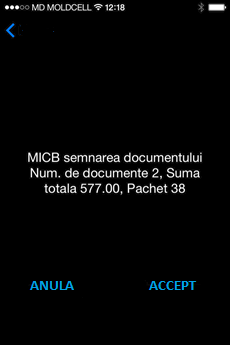 MD MOLDCELL 12:18
MICB semnarea documentului
Num. de documente 2, Suma
totala 577.00, Pachet 38
ANULA ACCEPT